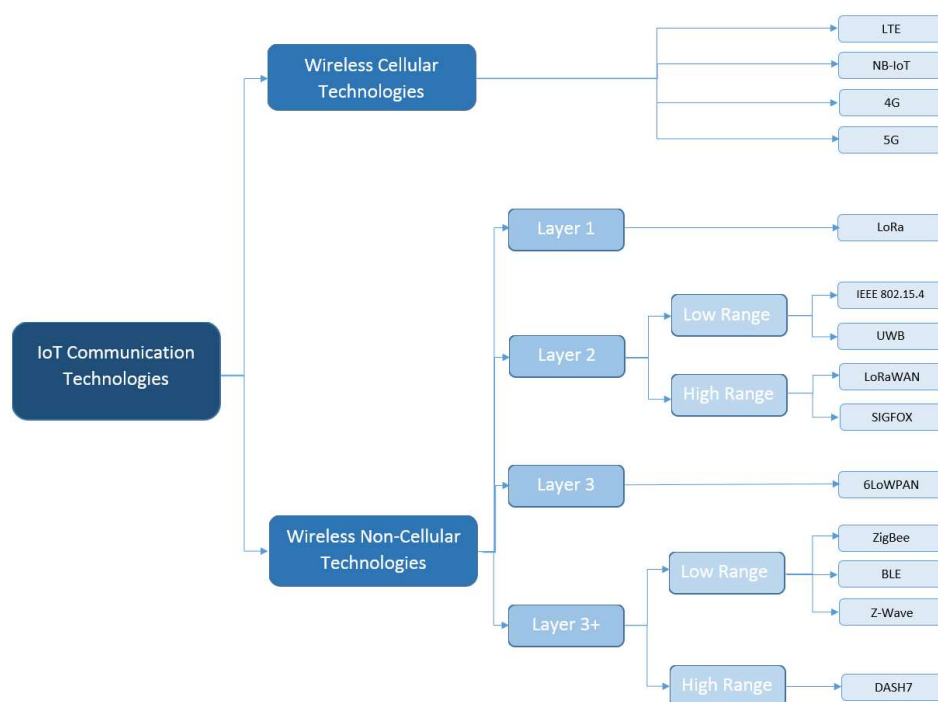 LTE
Wireless Cellular
Technologies
NB-IoT
4G
5G
Layer 1
LoRa
IEEE 802.15.4
Low Range
UWB
IoT Communication
Technologies
Layer 2
LoRaWAN
High Range
SIGFOX
Layer 3
6LoWPAN
Wireless Non-Cellular
Technologies
ZigBee
Low Range
BLE
Z-Wave
Layer 3+
High Range
DASH7